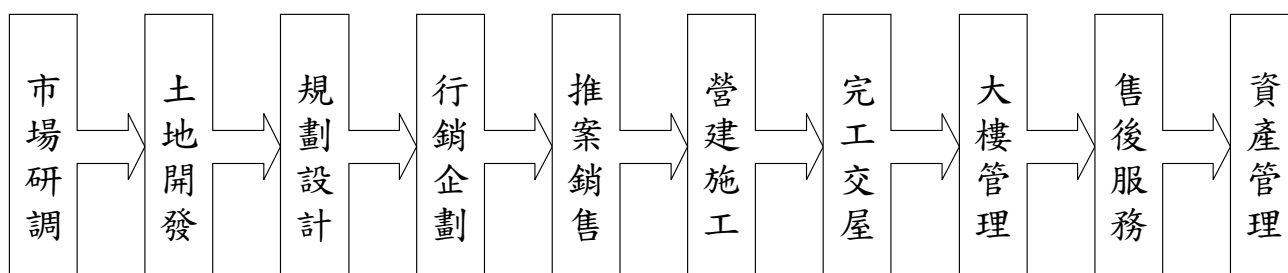 市場研調
土地開發
規劃設計
行銷企劃
推案銷售
營建施工
完工交屋
大樓管理
售後服務
資產管理